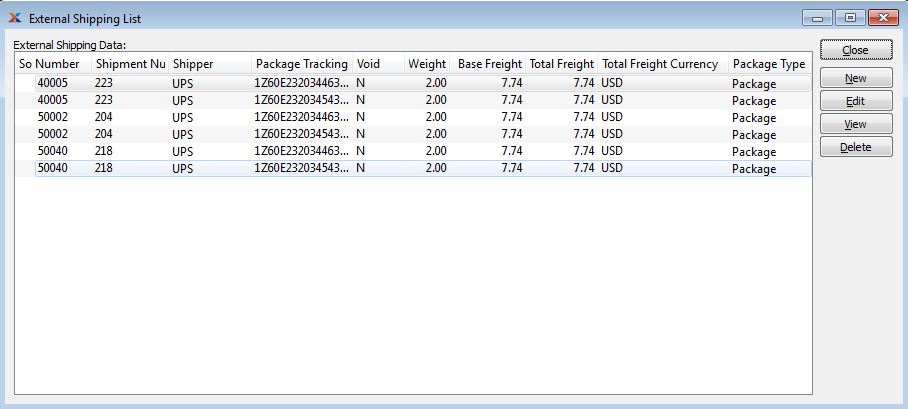 External Shipping List
External Shipping Data:
So Number Shipment Nu Shipper Package Tracking Void Weight Base Freight Total Freight Total Freight Currency Package Type
40005 223 UPS 1Z60E232034463... N 2.00 7.74 7.74 USD Package
40005 223 UPS 1Z60E232034543... N 2.00 7.74 7.74 USD Package
50002 204 UPS 1Z60E232034463... N 2.00 7.74 7.74 USD Package
50002 204 UPS 1Z60E232034543... N 2.00 7.74 7.74 USD Package
50040 218 UPS 1Z60E232034463... N 2.00 7.74 7.74 USD Package
50040 218 UPS 1Z60E232034543... N 2.00 7.74 7.74 USD Package
Close
New
Edit
View
Delete